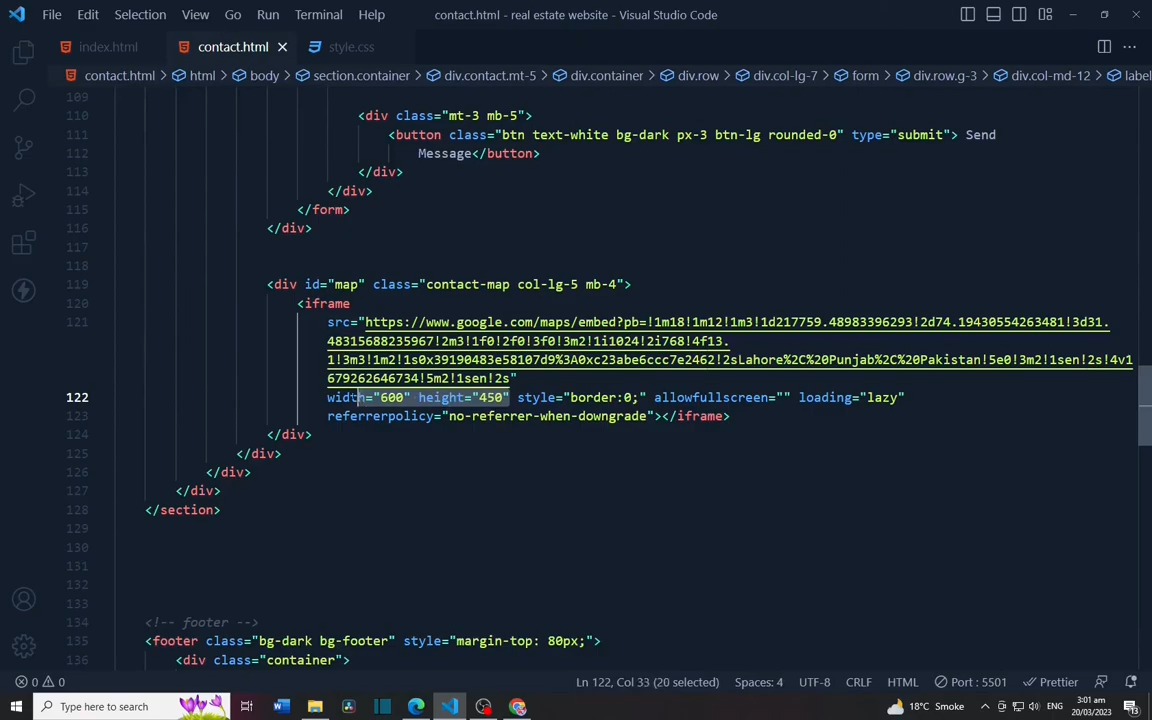 File Edit Selection View Go Run Terminal Help contact.html - real estate website - Visual Studio Code
index.html contact.html style.css
contact.html > html > body > section.container > div.contact.mt-5 > div.container > div.row > div.col-lg-7 > form > div.row.g-3 > div.col-md-12 > label
109
110 <div class="mt-3 mb-5">
111 <button class="btn text-white bg-dark px-3 btn-lg rounded-0" type="submit"> Send
112 Message</button>
113 </div>
114 </div>
115 </form>
116 </div>
117
118
119 <div id="map" class="contact-map col-lg-5 mb-4">
120 <iframe
121 src="https://www.google.com/maps/embed?pb=!1m18!1m12!1m3!1d217759.48983396293!2d74.19430554263481!3d31.
48315688235967!2m3!1f0!2f0!3f0!3m2!1i1024!2i768!4f13.
1!3m3!1m2!1s0x39190483e58107d9%3A0xc23abe6ccc7e2462!2sLahore%2C%20Punjab%2C%20Pakistan!5e0!3m2!1sen!2s!4v1
679262646734!5m2!1sen!2s"
122 width="600" height="450" style="border:0;" allowfullscreen="" loading="lazy"
123 referrerpolicy="no-referrer-when-downgrade"></iframe>
124 </div>
125 </div>
126 </div>
127 </div>
128 </section>
129
130
131
132
133
134 <!-- footer -->
135 <footer class="bg-dark bg-footer" style="margin-top: 80px;">
136 <div class="container">
0 0 Ln 122, Col 33 (20 selected) Spaces: 4 UTF-8 CRLF HTML Port : 5501 Prettier
Type here to search 18°C Smoke ENG 3:01 am
20/03/2023 13